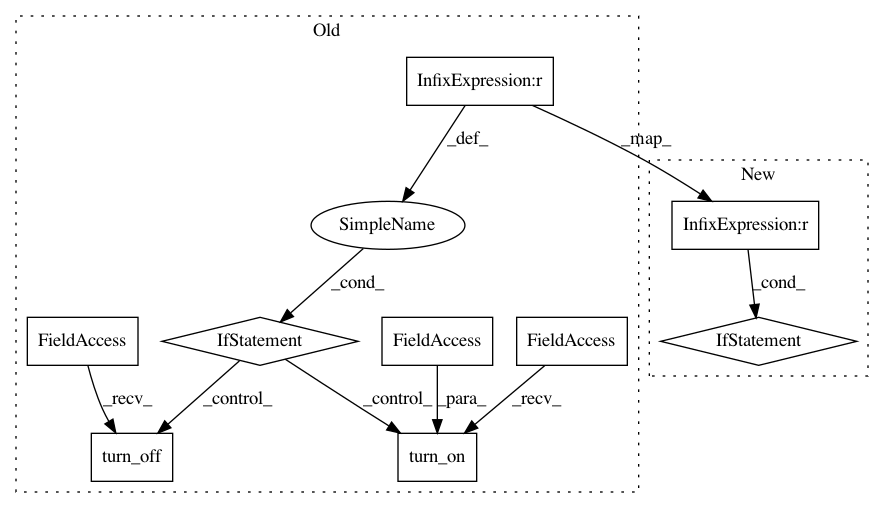 Old
InfixExpression:r
_def_
_map_
New
SimpleName
InfixExpression:r
_cond_
_cond_
FieldAccess
IfStatement
FieldAccess
FieldAccess
IfStatement
_recv_
_control_
_control_
_para_
_recv_
turn_off
turn_on